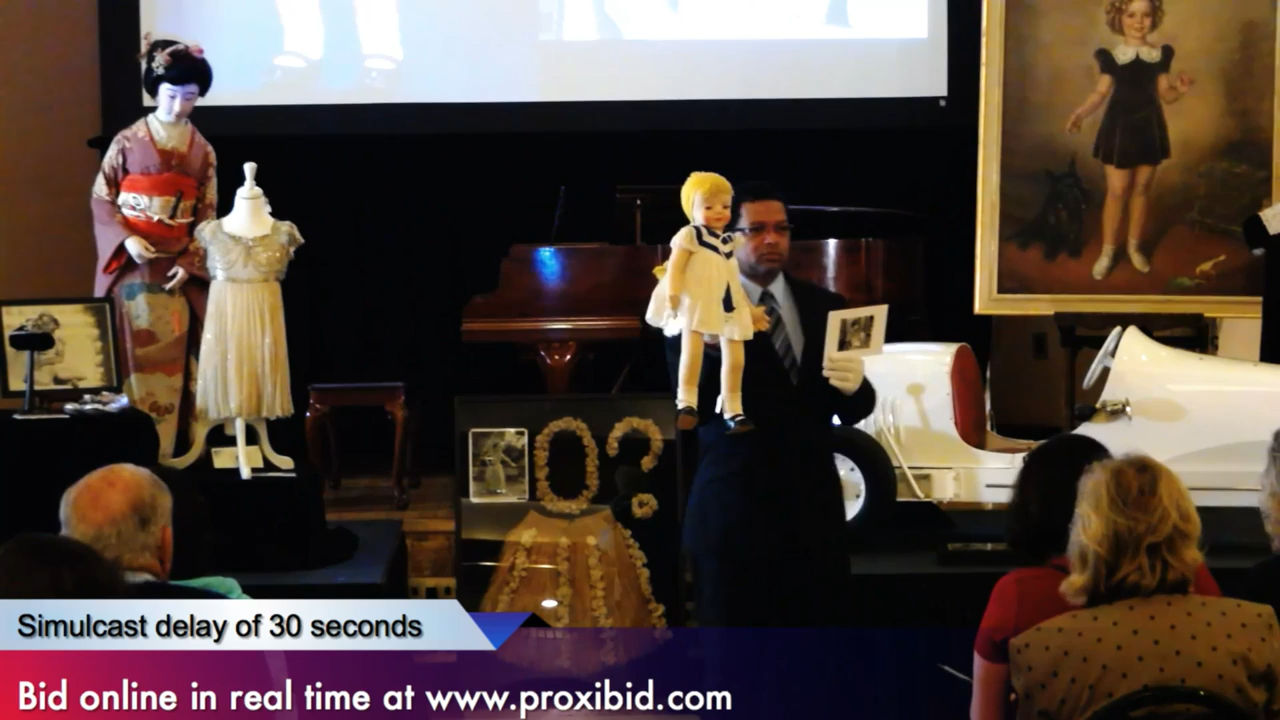 Simulcast delay of 30 seconds
Bid online in real time at www.proxibid.com